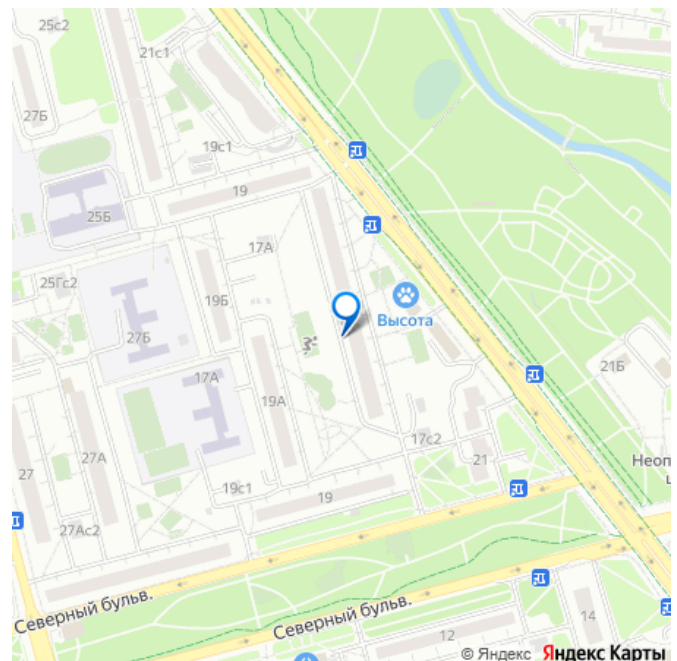 25с2
21с1
27Б
19с1
19
25Б
17А
25Гс2
19Б
Высота
27Б
21Б
17А
19А
17с2
27
27А
21
Неоп
ц
19с1
19
27Ас2
Северный бульв.
Северный бульв.
14
12
© Яндекс Яндекс Карты